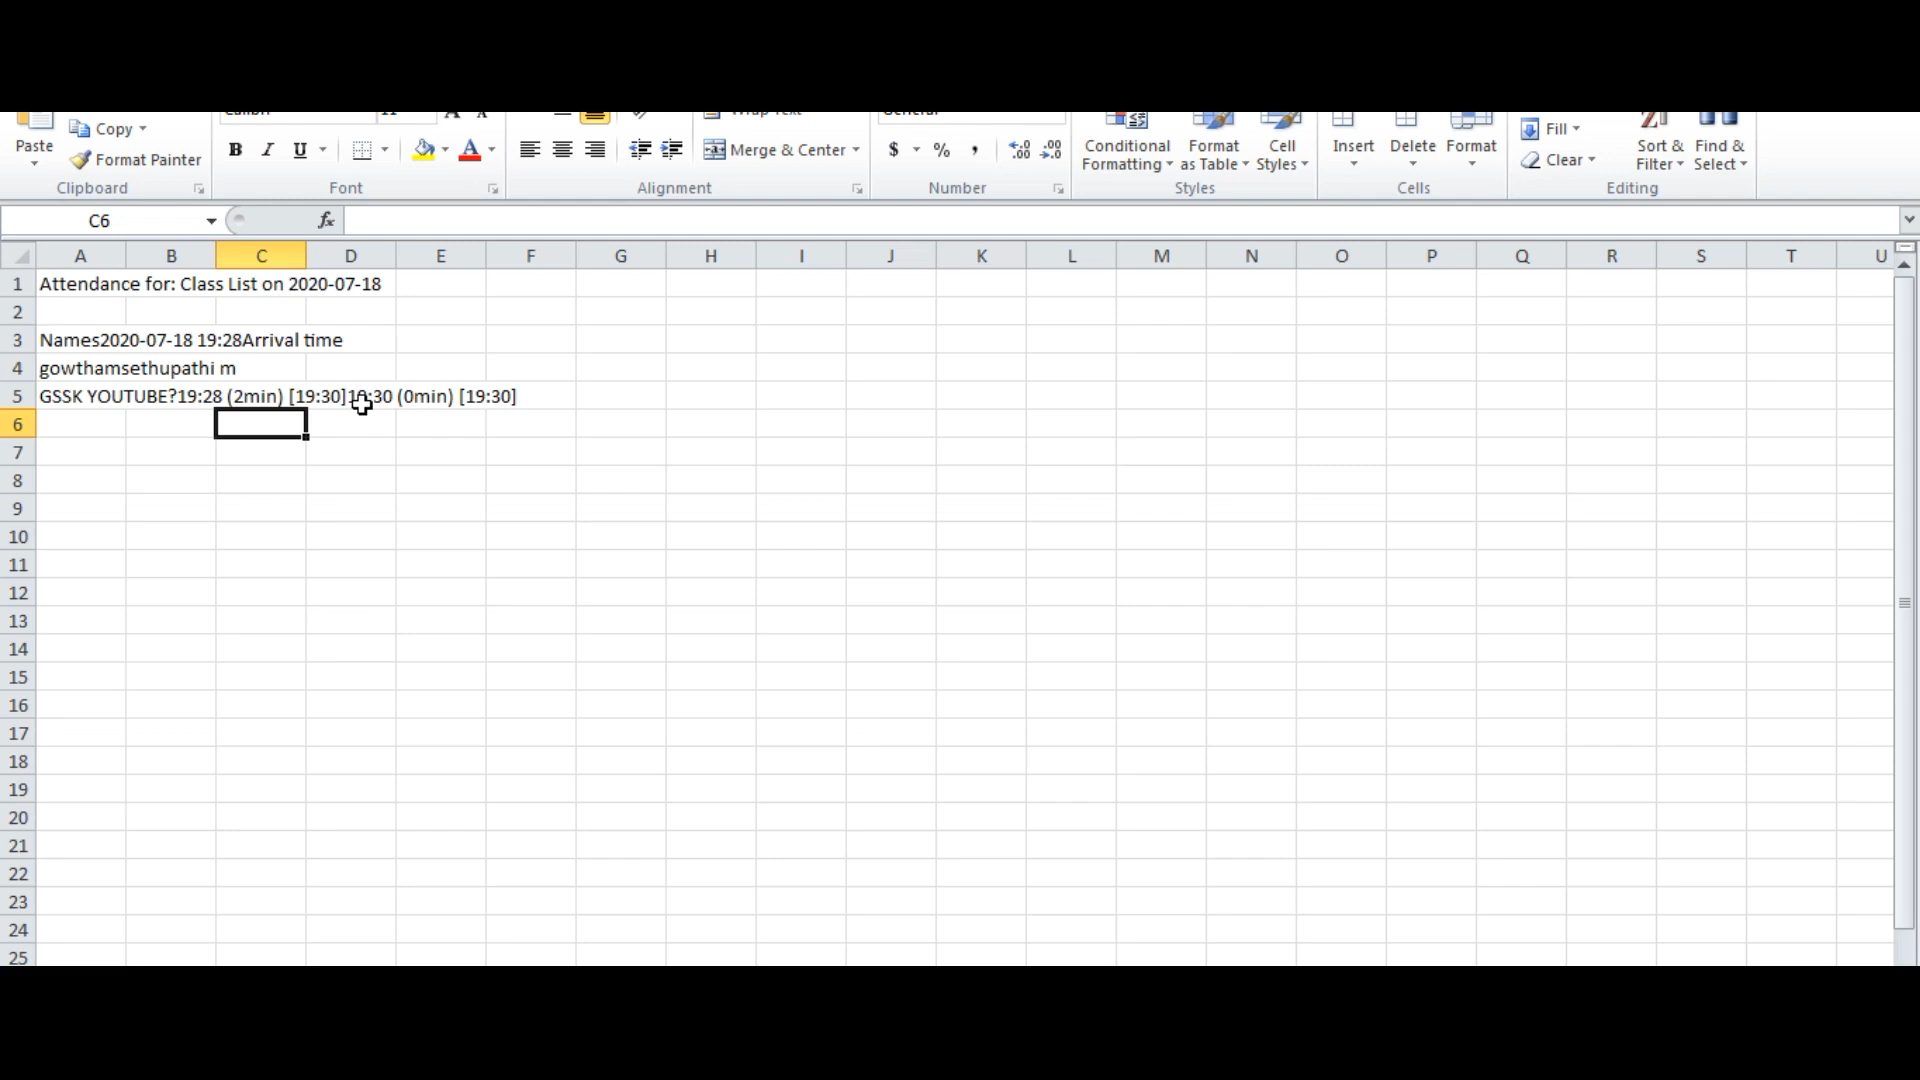 Copy
Paste
Format Painter
B I U
Merge & Center
$ % ,
Conditional Formatting
Format as Table
Cell Styles
Insert Delete Format
Fill
Clear
Sort & Filter
Find & Select
Clipboard Font Alignment Number Styles Cells Editing
C6 fx
A B C D E F G H I J K L M N O P Q R S T U
1 Attendance for: Class List on 2020-07-18
2
3 Names2020-07-18 19:28Arrival time
4 gowthamsethupathi m
5 GSSK YOUTUBE?19:28 (2min) [19:30]19:30 (0min) [19:30]
6
7
8
9
10
11
12
13
14
15
16
17
18
19
20
21
22
23
24
25